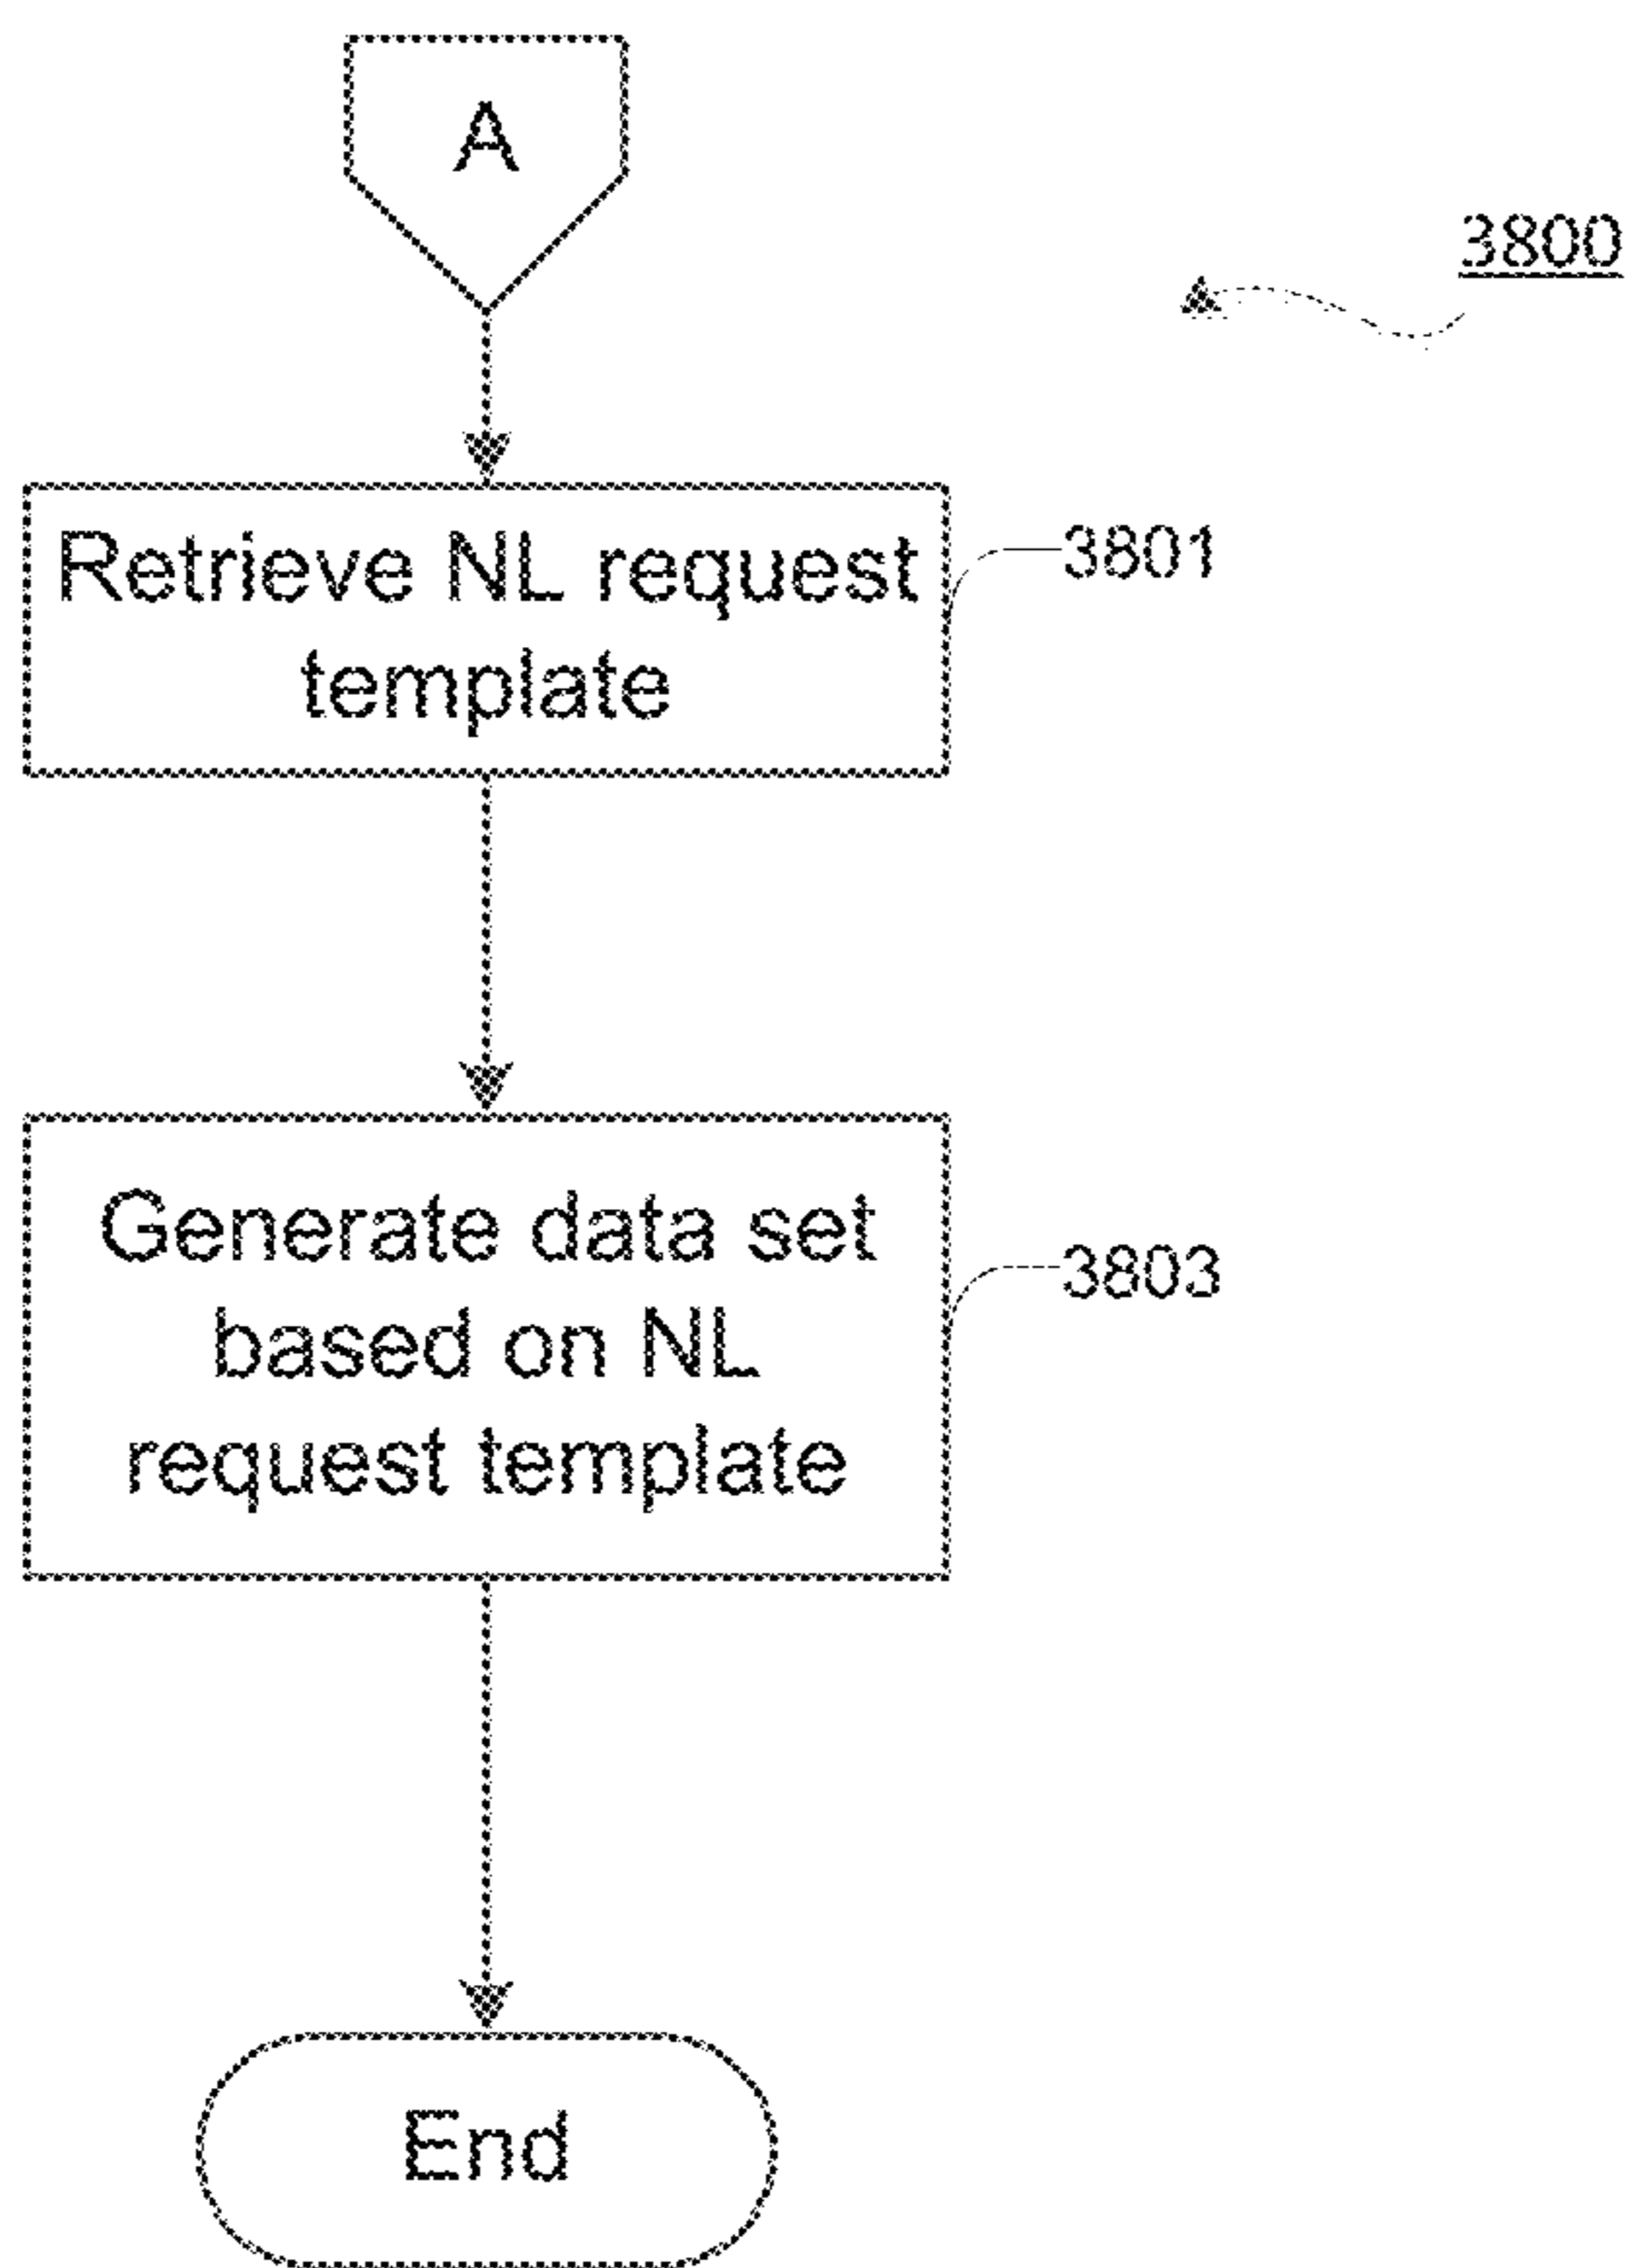 A
3800
Retrieve NL request
template
3801
Generate data set
based on NL
request template
3803
End